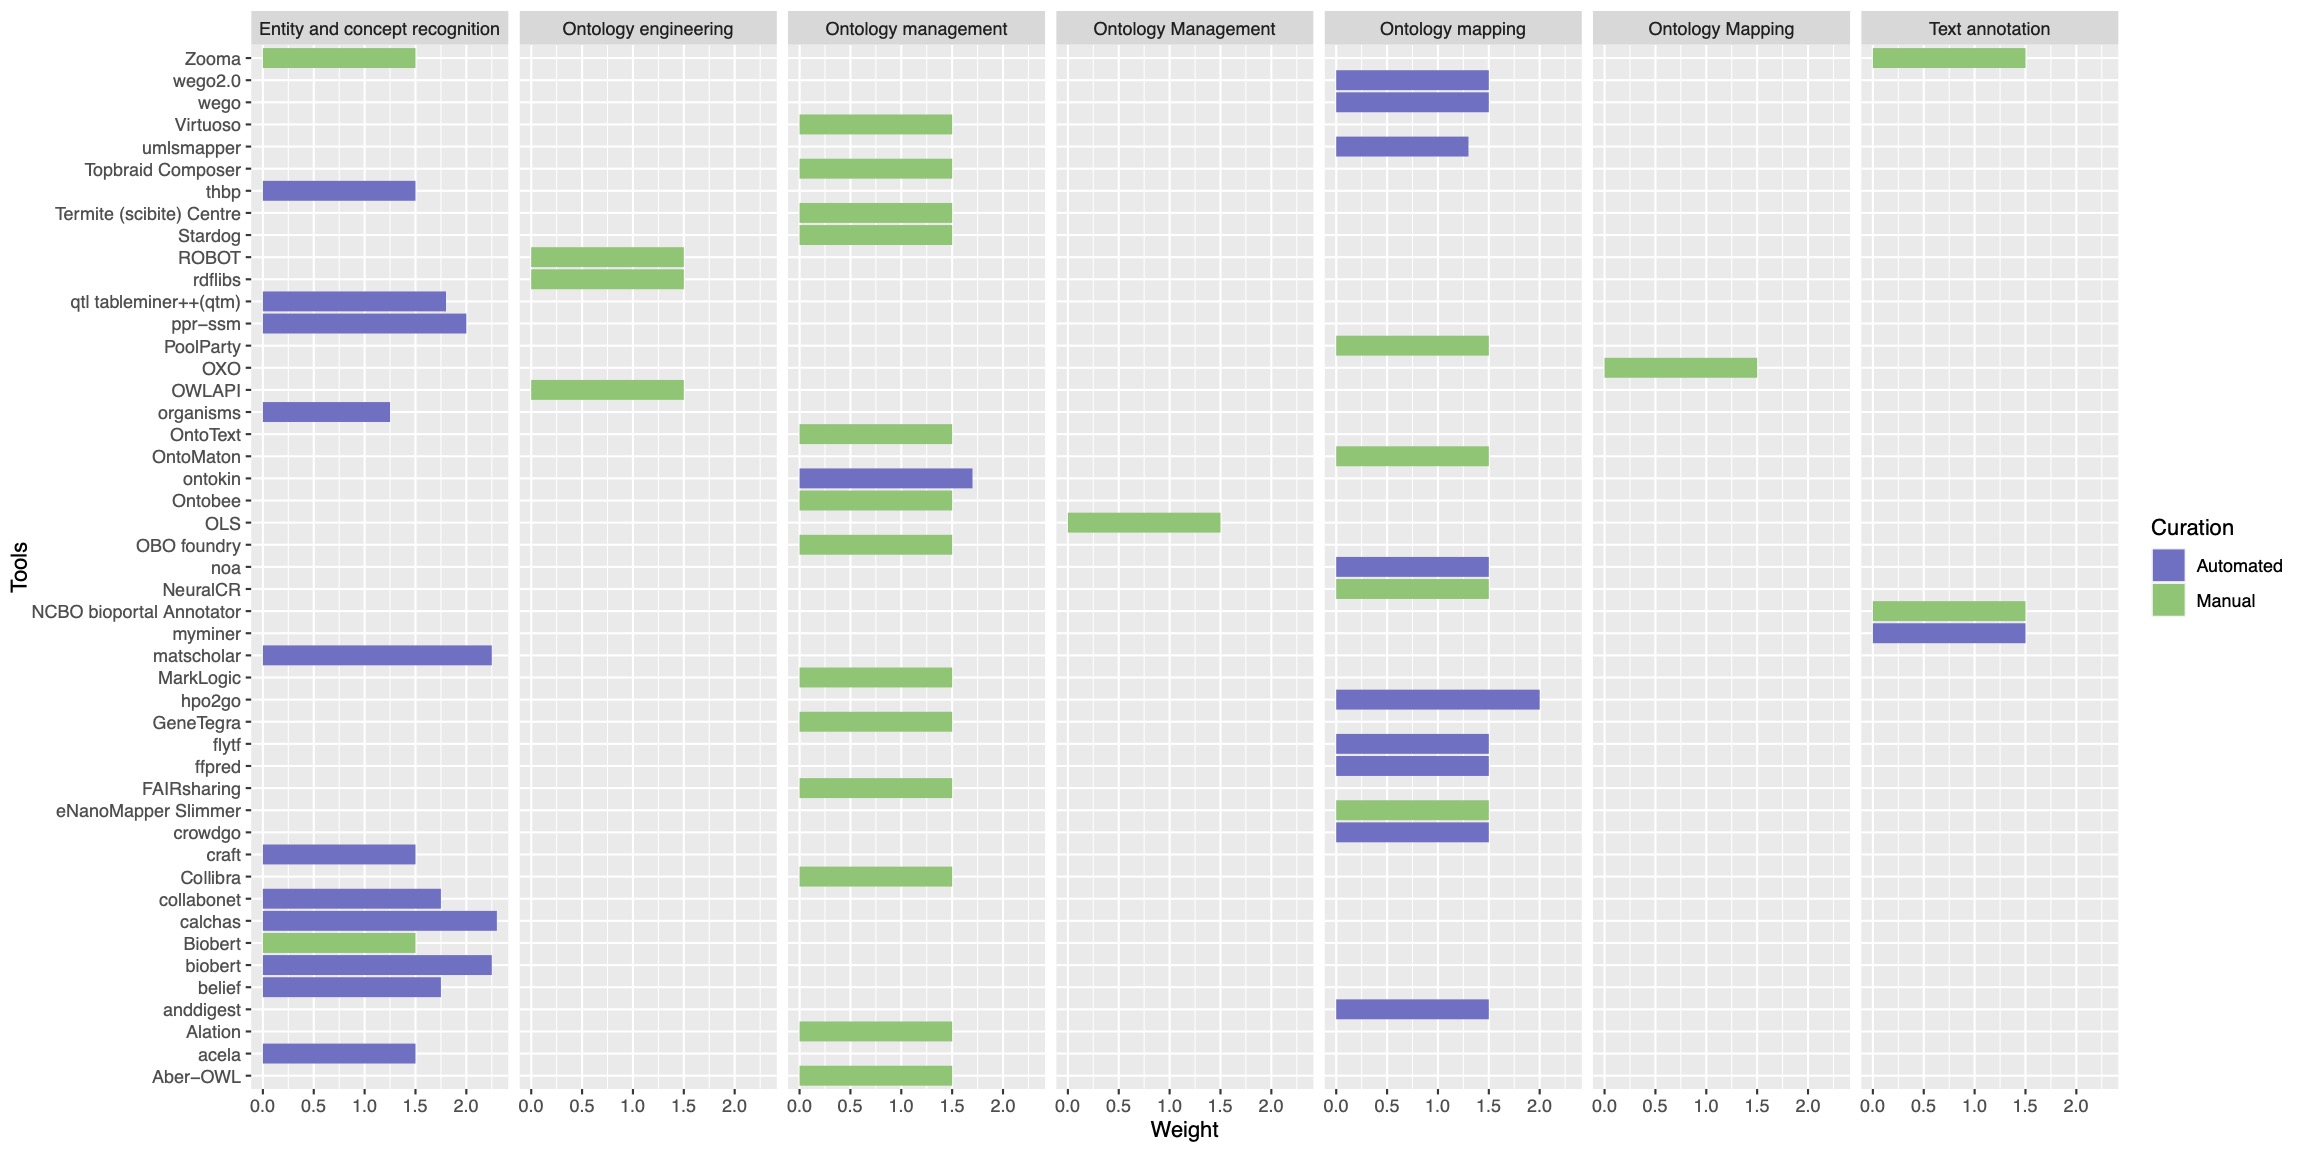 Entity and concept recognition
Ontology engineering
Ontology management
Ontology Management
Ontology mapping
Ontology Mapping
Text annotation
Zooma
wego2.0
wego
Virtuoso
umlsmapper
Topbraid Composer
thbp
Termite (scibite) Centre
Stardog
ROBOT
rdflibs
qtl tableminer++(qtm)
ppr−ssm
PoolParty
OXO
OWLAPI
organisms
OntoText
OntoMaton
ontokin
Ontobee
OLS
OBO foundry
noa
NeuralCR
NCBO bioportal Annotator
myminer
matscholar
MarkLogic
hpo2go
GeneTegra
flytf
ffpred
FAIRsharing
eNanoMapper Slimmer
crowdgo
craft
Collibra
collabonet
calchas
Biobert
biobert
belief
anddigest
Alation
acela
Aber−OWL
Tools
0.0 0.5 1.0 1.5 2.0
0.0 0.5 1.0 1.5 2.0
0.0 0.5 1.0 1.5 2.0
0.0 0.5 1.0 1.5 2.0
0.0 0.5 1.0 1.5 2.0
0.0 0.5 1.0 1.5 2.0
0.0 0.5 1.0 1.5 2.0
Weight
Curation
Automated
Manual